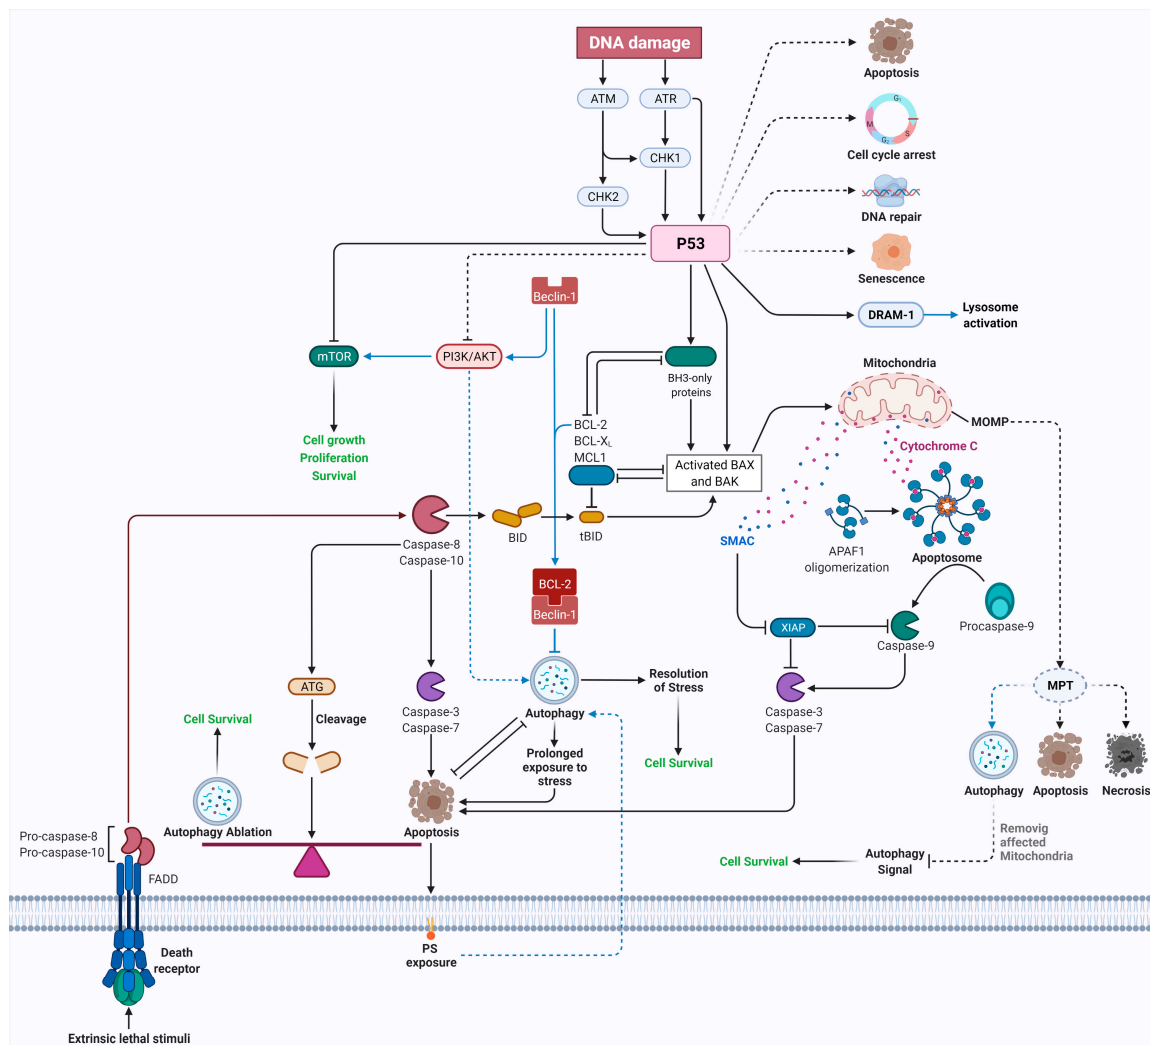 DNA damage
ATM
ATR
CHK1
CHK2
P53
Apoptosis
G1
M
S
G2
Cell cycle arrest
DNA repair
Senescence
DRAM-1
Lysosome
activation
Beclin-1
mTOR
PI3K/AKT
BH3-only
proteins
Cell growth
Proliferation
Survival
BCL-2
BCL-XL
MCL1
Activated BAX
and BAK
Mitochondria
MOMP
Cytochrome C
SMAC
APAF1
oligomerization
Apoptosome
Caspase-8
Caspase-10
BID
tBID
BCL-2
Beclin-1
XIAP
Caspase-9
Procaspase-9
ATG
Cleavage
Caspase-3
Caspase-7
Autophagy
Resolution
of Stress
Caspase-3
Caspase-7
MPT
Cell Survival
Prolonged
exposure to
stress
Cell Survival
Autophagy
Apoptosis
Necrosis
Autophagy Ablation
Apoptosis
Pro-caspase-8
Pro-caspase-10
FADD
Cell Survival
Autophagy
Signal
Removig
affected
Mitochondria
PS
exposure
Death
receptor
Extrinsic lethal stimuli